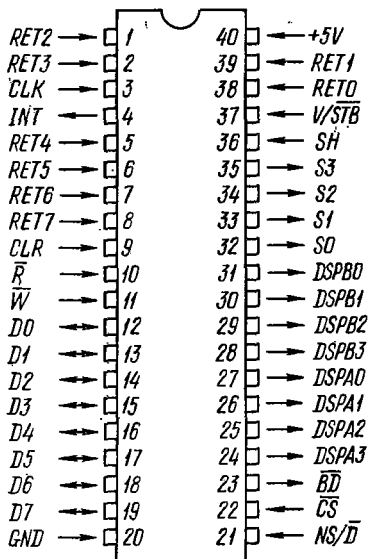 RET2 1 40 +5V
RET3 2 39 RET1
CLK 3 38 RET0
INT 4 37 V/S̅T̅B̅
RET4 5 36 SH
RET5 6 35 S3
RET6 7 34 S2
RET7 8 33 S1
CLR 9 32 S0
R̅ 10 31 DSPB0
W̅ 11 30 DSPB1
D0 12 29 DSPB2
D1 13 28 DSPB3
D2 14 27 DSPA0
D3 15 26 DSPA1
D4 16 25 DSPA2
D5 17 24 DSPA3
D6 18 23 B̅D̅
D7 19 22 C̅S̅
GND 20 21 NS/D̅